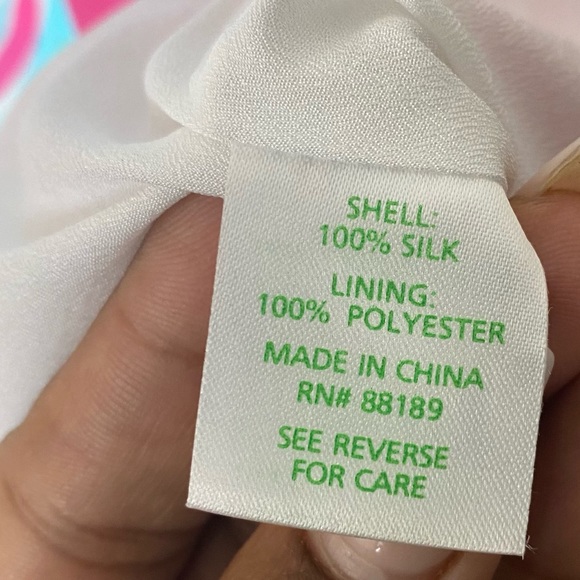 SHELL:
100% SILK
LINING:
100% POLYESTER
MADE IN CHINA
RN# 88189
SEE REVERSE
FOR CARE